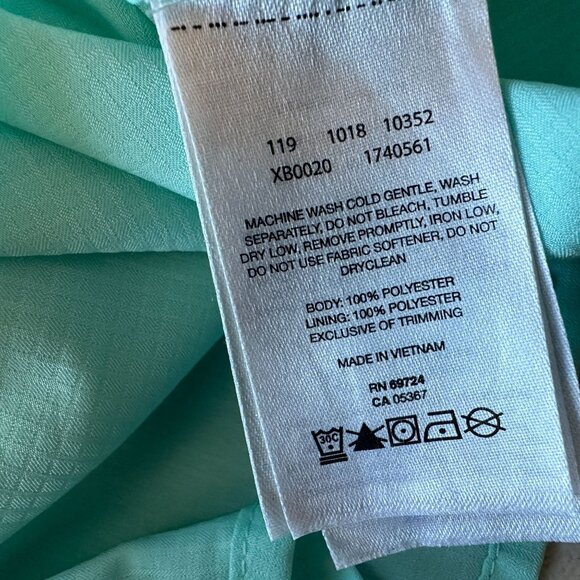 119 1018 10352
XB0020 1740561
MACHINE WASH COLD GENTLE, WASH
SEPARATELY, DO NOT BLEACH, TUMBLE
DRY LOW, REMOVE PROMPTLY, IRON LOW,
DO NOT USE FABRIC SOFTENER, DO NOT
DRYCLEAN
BODY: 100% POLYESTER
LINING: 100% POLYESTER
EXCLUSIVE OF TRIMMING
MADE IN VIETNAM
RN 69724
CA 05367
30C